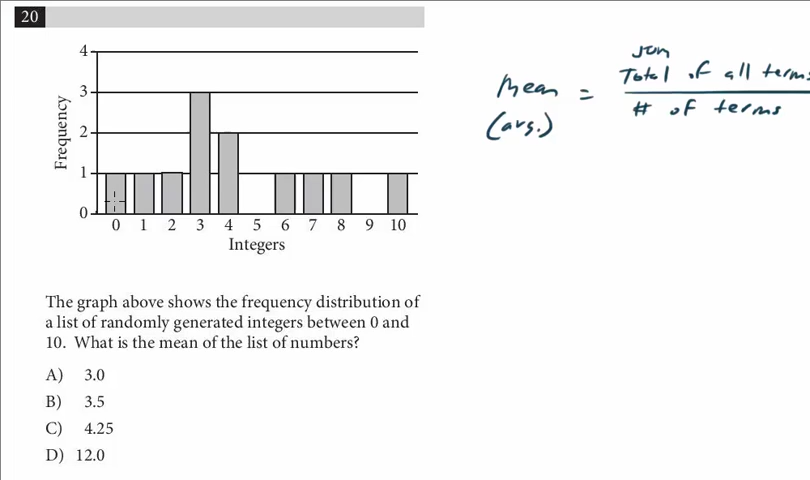 20
4
3
2
1
0
Frequency
0 1 2 3 4 5 6 7 8 9 10
Integers
The graph above shows the frequency distribution of
a list of randomly generated integers between 0 and
10. What is the mean of the list of numbers?
A) 3.0
B) 3.5
C) 4.25
D) 12.0
Mean =
(avg.)
Sum
Total of all terms
# of terms